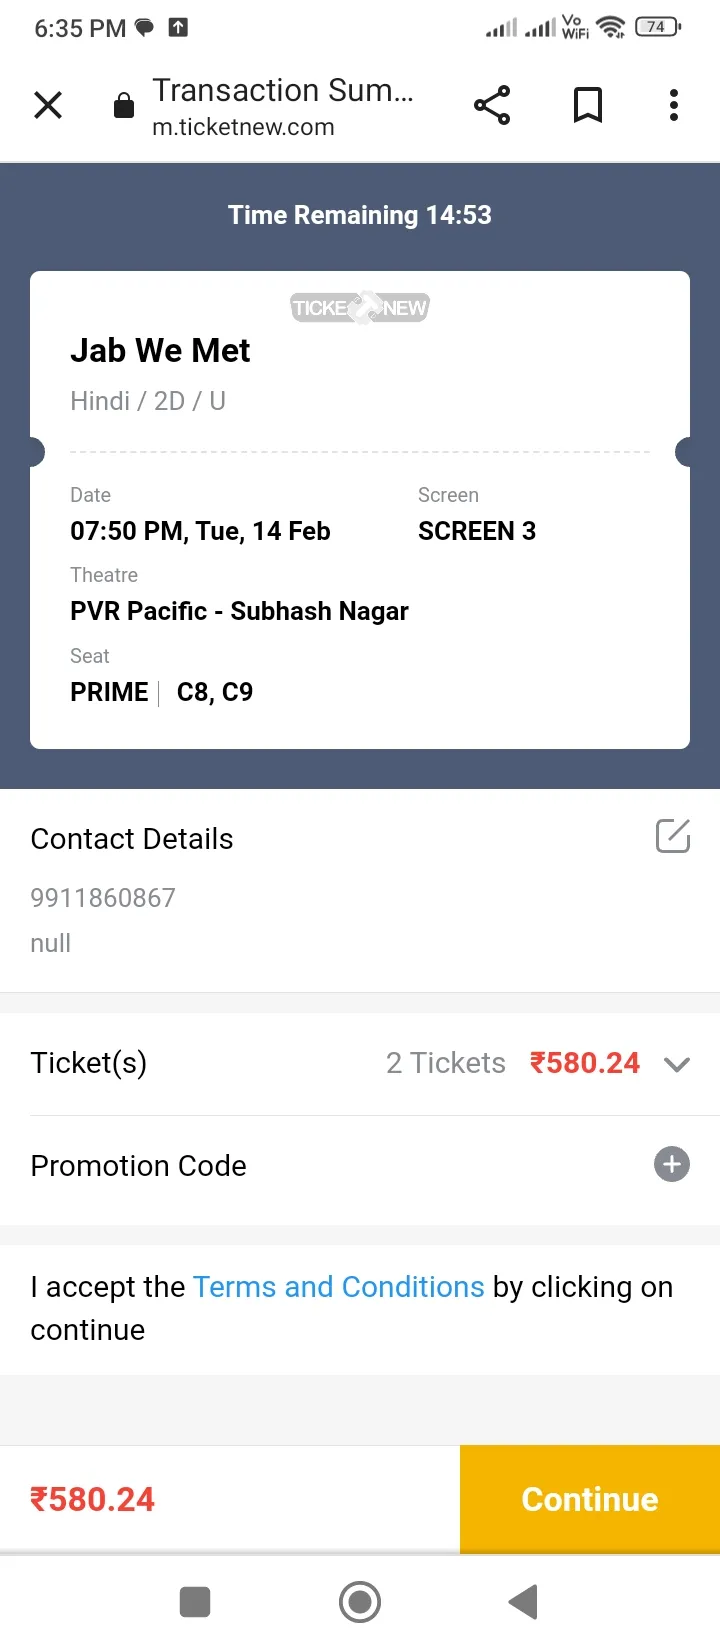 6:35 PM
Vo
WiFi
74
Transaction Sum...
m.ticketnew.com
Time Remaining 14:53
TICKETNEW
Jab We Met
Hindi / 2D / U
Date
Screen
07:50 PM, Tue, 14 Feb
SCREEN 3
Theatre
PVR Pacific - Subhash Nagar
Seat
PRIME | C8, C9
Contact Details
9911860867
null
Ticket(s) 2 Tickets ₹580.24
Promotion Code
I accept the Terms and Conditions by clicking on
continue
₹580.24
Continue